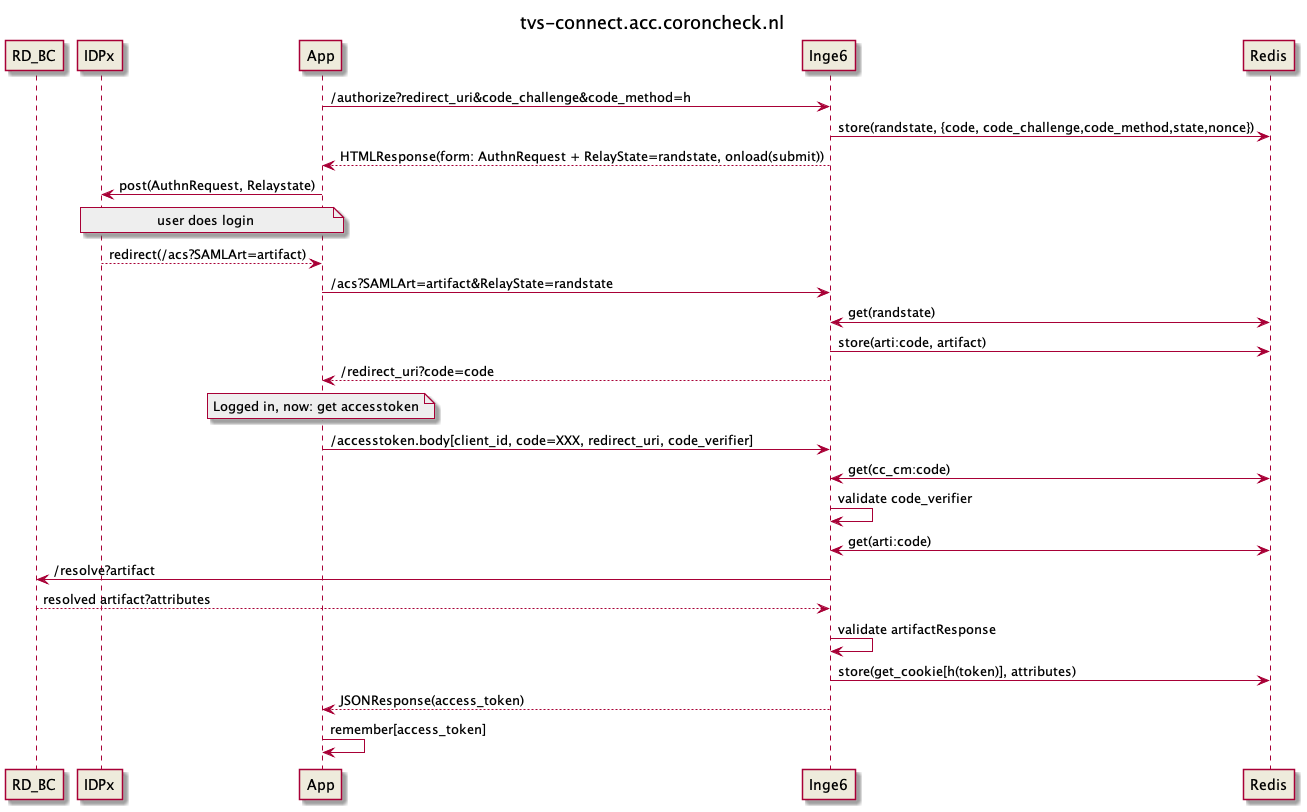 tvs-connect.acc.coroncheck.nl
RD_BC
IDPx
App
Inge6
Redis
/authorize?redirect_uri&code_challenge&code_method=h
store(randstate, {code, code_challenge,code_method,state,nonce})
HTMLResponse(form: AuthnRequest + RelayState=randstate, onload(submit))
post(AuthnRequest, Relaystate)
user does login
redirect(/acs?SAMLArt=artifact)
/acs?SAMLArt=artifact&RelayState=randstate
get(randstate)
store(arti:code, artifact)
/redirect_uri?code=code
Logged in, now: get accesstoken
/accesstoken.body[client_id, code=XXX, redirect_uri, code_verifier]
get(cc_cm:code)
validate code_verifier
get(arti:code)
/resolve?artifact
resolved artifact?attributes
validate artifactResponse
store(get_cookie[h(token)], attributes)
JSONResponse(access_token)
remember[access_token]
RD_BC
IDPx
App
Inge6
Redis